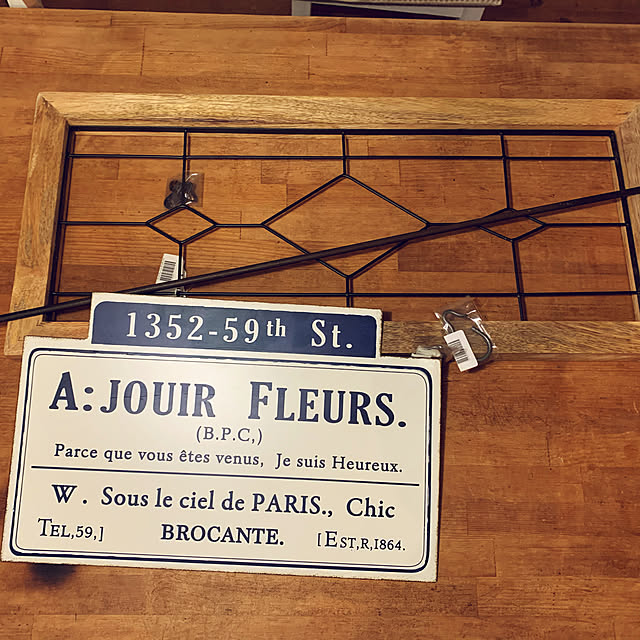 1352-59th St.
A:JOUIR FLEURS.
(B.P.C,)
Parce que vous êtes venus, Je suis Heureux.
W. Sous le ciel de PARIS., Chic
TEL,59,] BROCANTE. [EST,R,1864.